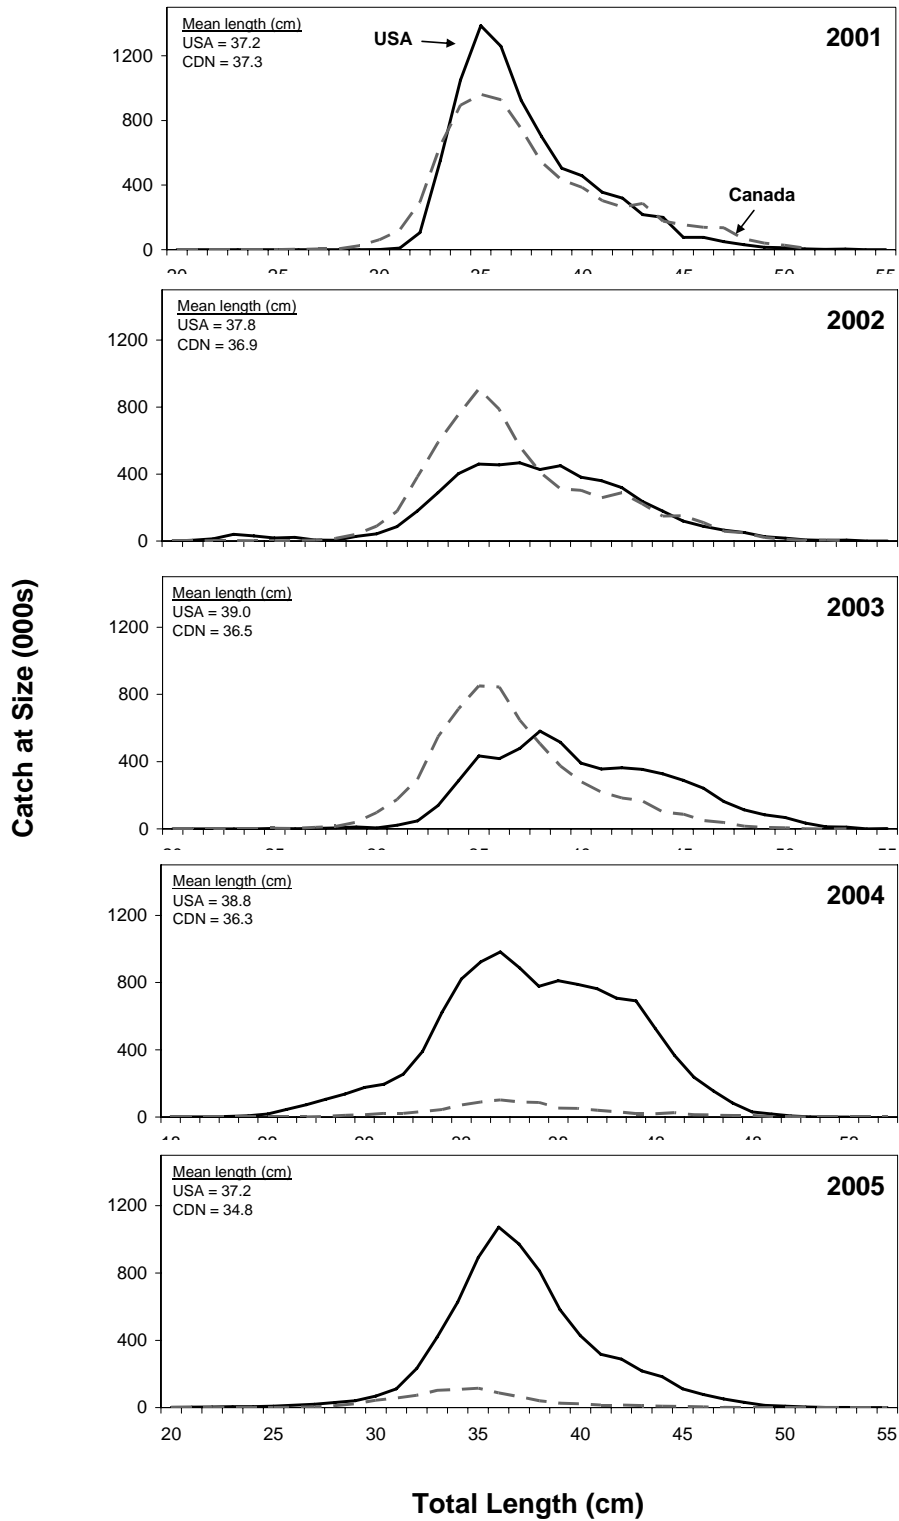 Mean length (cm)
USA = 37.2
CDN = 37.3
2001
USA
Canada
1200
800
400
0
Mean length (cm)
USA = 37.8
CDN = 36.9
2002
1200
800
400
0
Mean length (cm)
USA = 39.0
CDN = 36.5
2003
1200
800
400
0
Mean length (cm)
USA = 38.8
CDN = 36.3
2004
1200
800
400
0
Mean length (cm)
USA = 37.2
CDN = 34.8
2005
1200
800
400
0
20 25 30 35 40 45 50 55
Catch at Size (000s)
Total Length (cm)